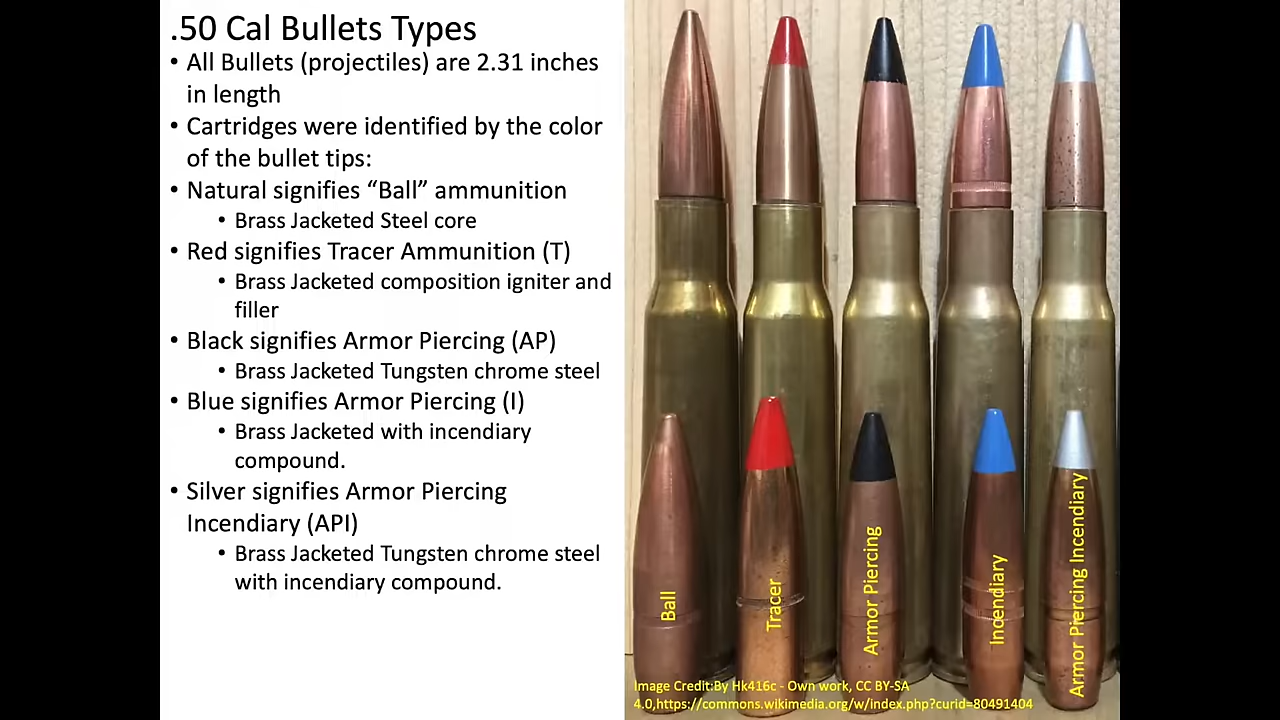 .50 Cal Bullets Types
• All Bullets (projectiles) are 2.31 inches
in length
• Cartridges were identified by the color
of the bullet tips:
• Natural signifies “Ball” ammunition
• Brass Jacketed Steel core
• Red signifies Tracer Ammunition (T)
• Brass Jacketed composition igniter and
filler
• Black signifies Armor Piercing (AP)
• Brass Jacketed Tungsten chrome steel
• Blue signifies Armor Piercing (I)
• Brass Jacketed with incendiary
compound.
• Silver signifies Armor Piercing
Incendiary (API)
• Brass Jacketed Tungsten chrome steel
with incendiary compound.
Ball
Tracer
Armor Piercing
Incendiary
Armor Piercing Incendiary
Image Credit:By Hk416c - Own work, CC BY-SA
4.0,https://commons.wikimedia.org/w/index.php?curid=80491404